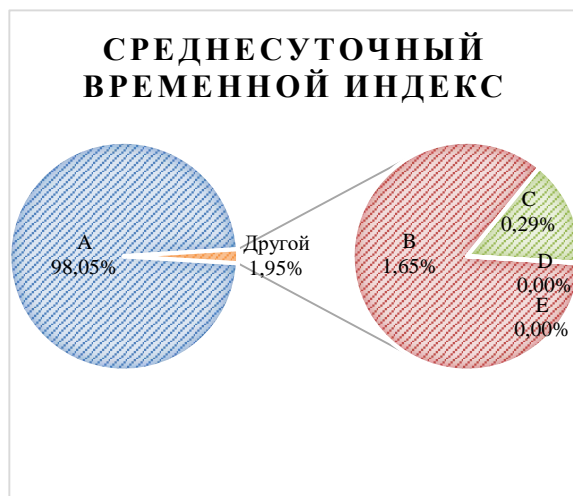 СРЕДНЕСУТОЧНЫЙ
ВРЕМЕННОЙ ИНДЕКС
A
98,05%
Другой
1,95%
B
1,65%
C
0,29%
D
0,00%
E
0,00%